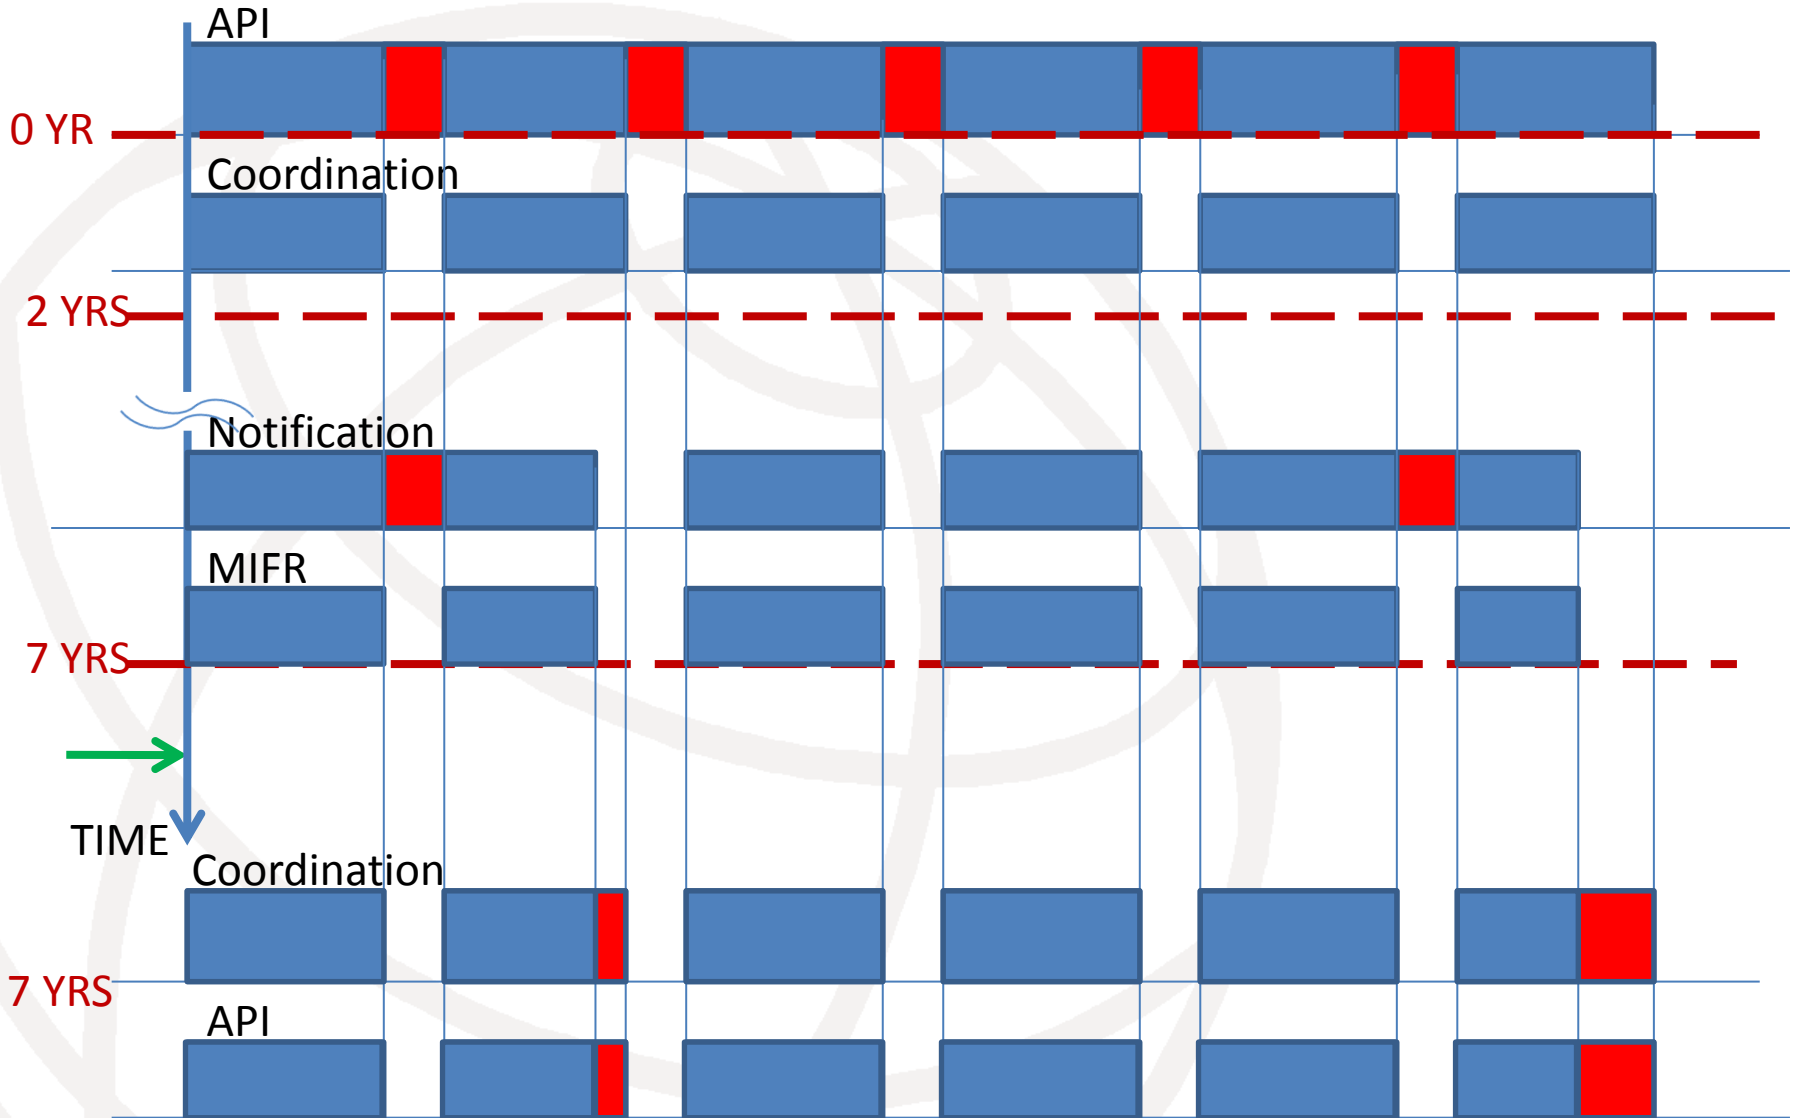 API
0 YR
Coordination
2 YRS
Notification
MIFR
7 YRS
TIME
Coordination
7 YRS
API